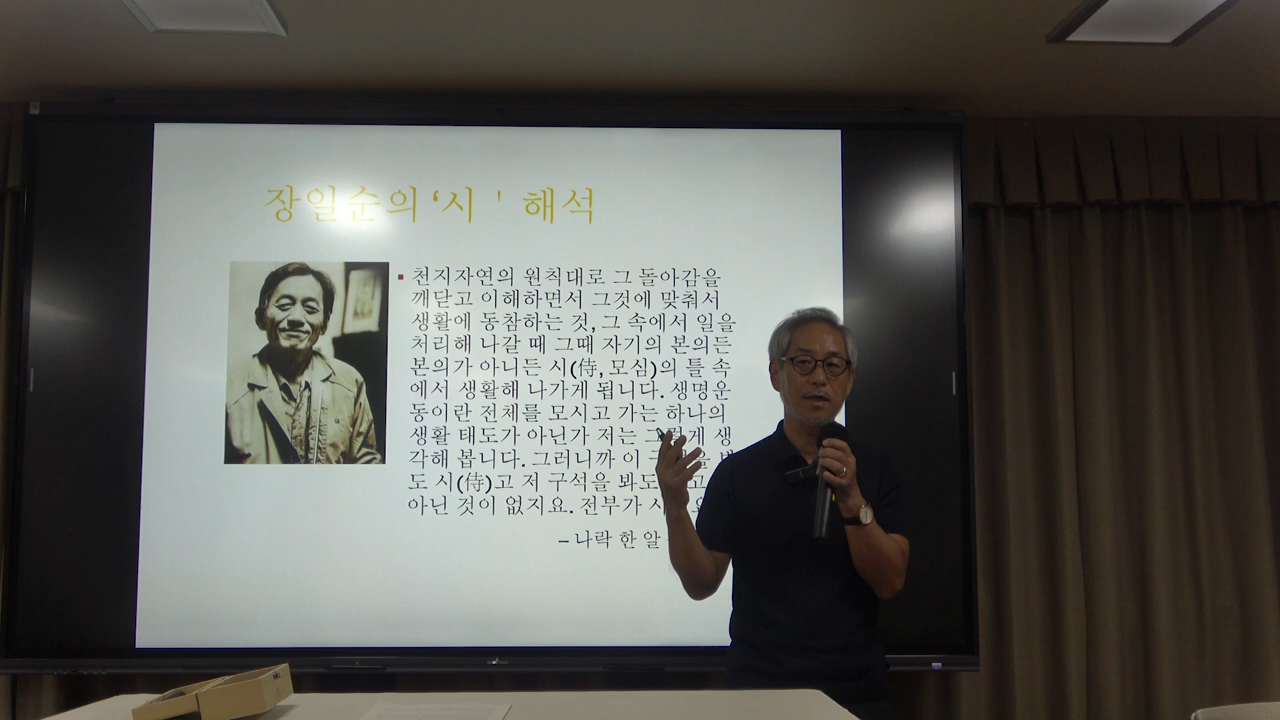 장일순의 ‘시 ' 해석
천지자연의 원칙대로 그 돌아감을
깨닫고 이해하면서 그것에 맞춰서
생활에 동참하는 것, 그 속에서 일을
처리해 나갈 때 그때 자기의 본의든
본의가 아니든 시(侍, 모심)의 틀 속
에서 생활해 나가게 됩니다. 생명운
동이란 전체를 모시고 가는 하나의
생활 태도가 아닌가 저는 그렇게 생
각해 봅니다. 그러니까 이
도 시(侍)고 저 구석을 봐도
아닌 것이 없지요. 전부가
– 나락 한 알